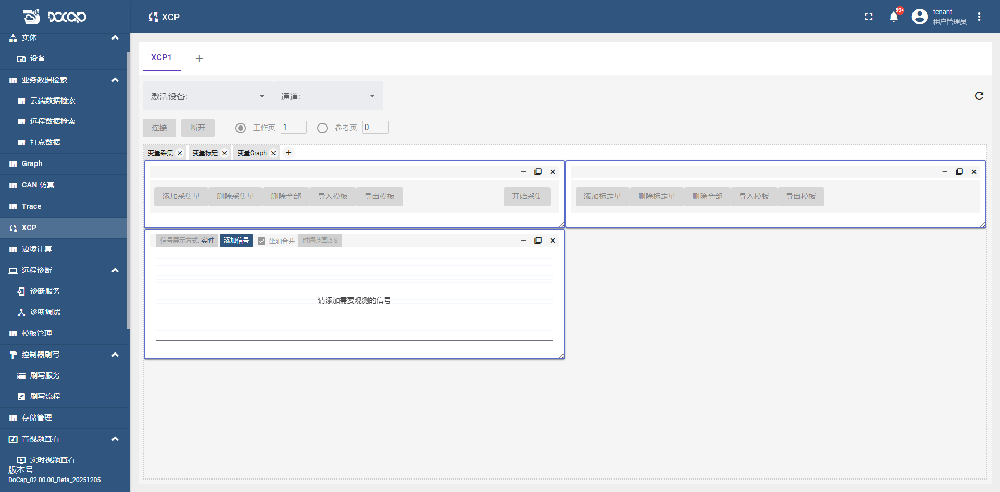 DOCAP
XCP
99+
tenant
租户管理员
实体
设备
业务数据检索
云端数据检索
远程数据检索
打点数据
Graph
CAN 仿真
Trace
XCP
边缘计算
远程诊断
诊断服务
诊断调试
模板管理
控制器刷写
刷写服务
刷写流程
存储管理
音视频查看
实时视频查看
版本号
DoCap_02.00.00_Beta_20251205
XCP1
激活设备: 通道:
连接 断开 工作页 1 参考页 0
变量采集 变量标定 变量Graph
添加采集量 删除采集量 删除全部 导入模板 导出模板 开始采集
添加标定量 删除标定量 删除全部 导入模板 导出模板
信号展示方式: 实时 添加信号 坐轴合并 时间范围:5 S
请添加需要观测的信号